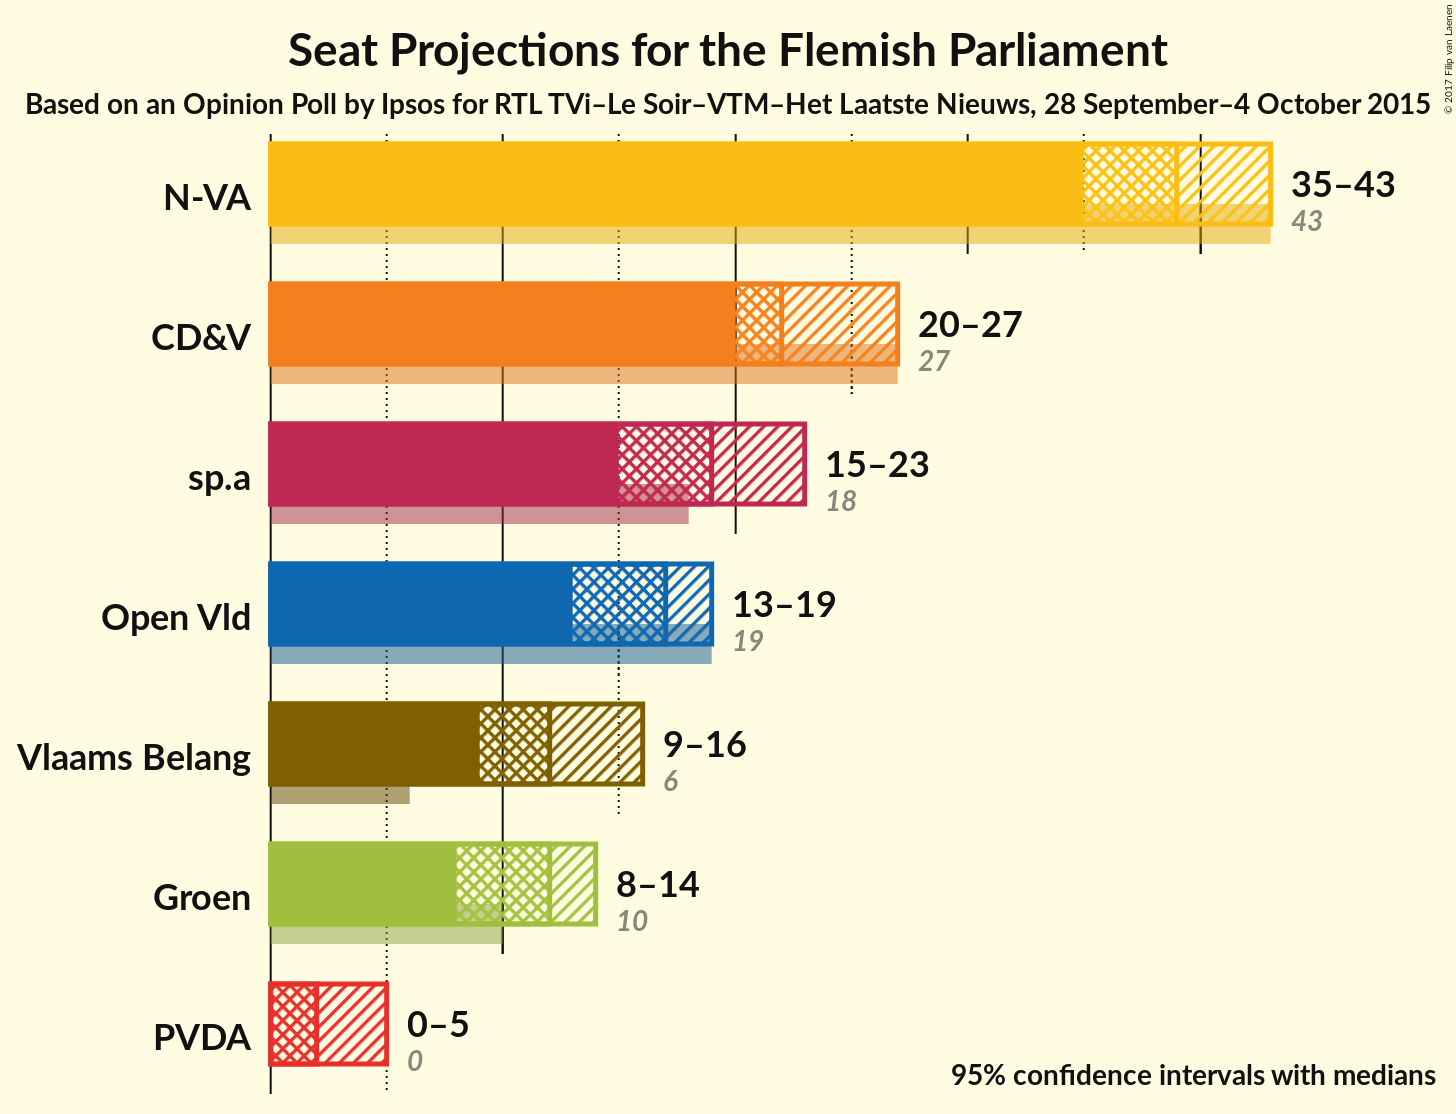 Seat Projections for the Flemish Parliament
Based on an Opinion Poll by Ipsos for RTL TVi–Le Soir–VTM–Het Laatste Nieuws, 28 September–4 October 2015
© 2017 Filip van Laenen
N-VA
35–43
43
CD&V
20–27
27
sp.a
15–23
18
Open Vld
13–19
19
Vlaams Belang
9–16
6
Groen
8–14
10
PVDA
0–5
0
95% confidence intervals with medians